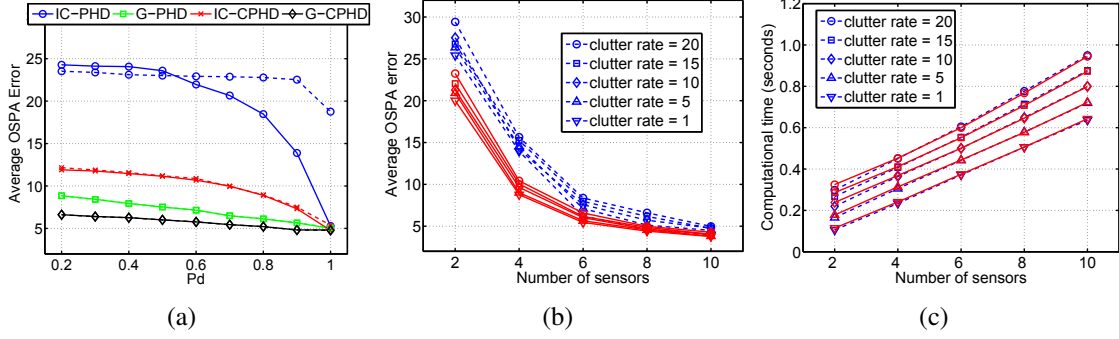 IC-PHD G-PHD IC-CPHD G-CPHD
Average OSPA Error
25
20
15
10
5
0.2 0.4 0.6 0.8 1
Pd
(a)
Average OSPA error
30
25
20
15
10
5
clutter rate = 20
clutter rate = 15
clutter rate = 10
clutter rate = 5
clutter rate = 1
2 4 6 8 10
Number of sensors
(b)
Computational time (seconds)
1.2
1.0
0.8
0.6
0.4
0.2
0
clutter rate = 20
clutter rate = 15
clutter rate = 10
clutter rate = 5
clutter rate = 1
2 4 6 8 10
Number of sensors
(c)